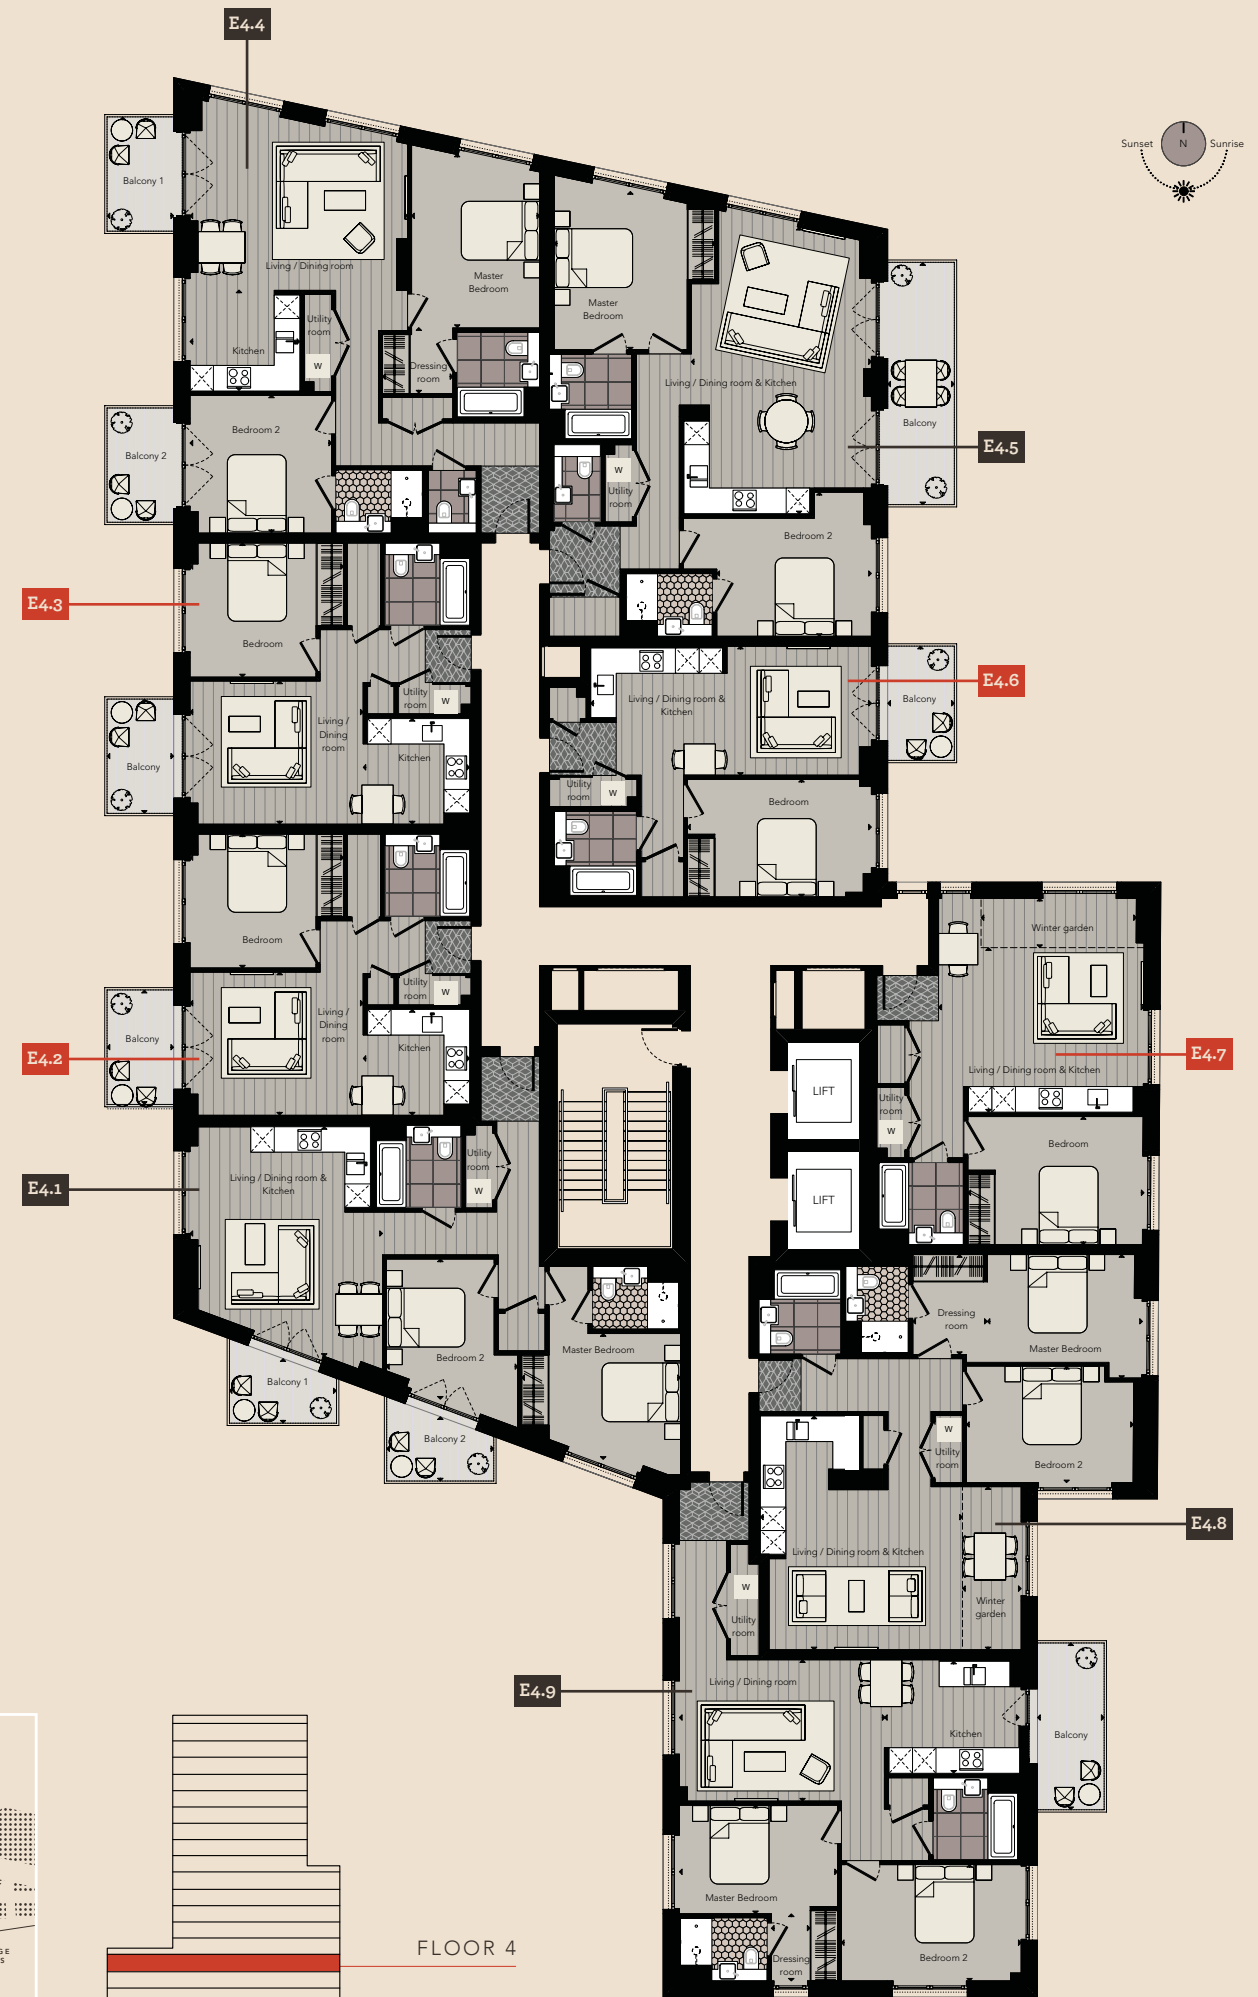 E4.4
Balcony 1
Living / Dining room
Master
Bedroom
Utility
room
W
Kitchen
Dressing
room
Bedroom 2
Balcony 2
Sunset
N
Sunrise
Master
Bedroom
Living / Dining room & Kitchen
Balcony
E4.5
W
Utility
room
Bedroom 2
E4.3
Bedroom
Utility
room
W
Living /
Dining
room
Kitchen
Balcony
E4.6
Living / Dining room &
Kitchen
Balcony
Utility
room
W
Bedroom
Bedroom
Utility
room
W
Living /
Dining
room
Kitchen
Balcony
E4.2
Winter garden
E4.7
Living / Dining room & Kitchen
Utility
room
W
Bedroom
LIFT
LIFT
E4.1
Living / Dining room &
Kitchen
Utility
room
W
Bedroom 2
Master Bedroom
Balcony 1
Balcony 2
Dressing
room
Master Bedroom
Bedroom 2
W
Utility
room
E4.8
Living / Dining room & Kitchen
Winter
garden
W
Utility
room
E4.9
Living / Dining room
Kitchen
Balcony
Master Bedroom
Dressing
room
Bedroom 2
FLOOR 4